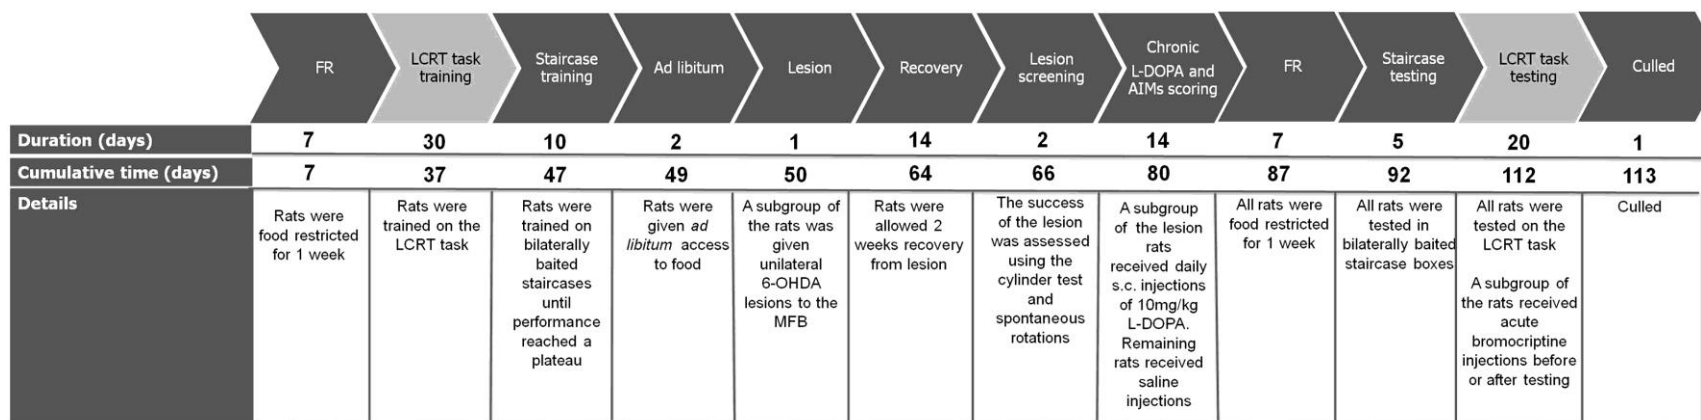 FR
LCRT task
training
Staircase
training
Ad libitum
Lesion
Recovery
Lesion
screening
Chronic
L-DOPA and
AIMs scoring
FR
Staircase
testing
LCRT task
testing
Culled
Duration (days)
7
30
10
2
1
14
2
14
7
5
20
1
Cumulative time (days)
7
37
47
49
50
64
66
80
87
92
112
113
Details
Rats were
food restricted
for 1 week
Rats were
trained on the
LCRT task
Rats were
trained on
bilaterally
baited
staircases
until
performance
reached a
plateau
Rats were
given ad
libitum access
to food
A subgroup of
the rats was
given
unilateral
6-OHDA
lesions to the
MFB
Rats were
allowed 2
weeks recovery
from lesion
The success
of the lesion
was assessed
using the
cylinder test
and
spontaneous
rotations
A subgroup
of the lesion
rats
received daily
s.c. injections
of 10mg/kg
L-DOPA.
Remaining
rats received
saline
injections
All rats were
food restricted
for 1 week
All rats were
tested in
bilaterally baited
staircase boxes
All rats were
tested on the
LCRT task
A subgroup of
the rats received
acute
bromocriptine
injections before
or after testing
Culled